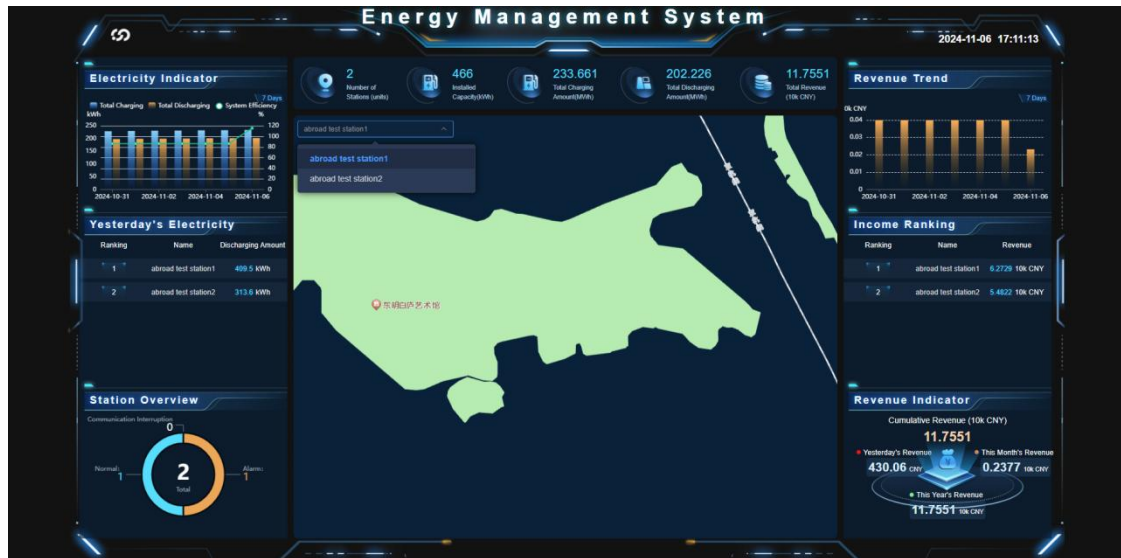 Energy Management System
2024-11-06 17:11:13
Electricity Indicator
7 Days
Total Charging Total Discharging System Efficiency
kWh %
250 120
200 100
150 80
100 60
50 40
0 20
0
2024-10-31 2024-11-02 2024-11-04 2024-11-06
Yesterday's Electricity
Ranking Name Discharging Amount
1 abroad test station1 409.5 kWh
2 abroad test station2 313.6 kWh
Station Overview
Communication Interruption
0
Normal:
1
2
Total
Alarm:
1
2
Number of
Stations (units)
466
Installed
Capacity(kWh)
233.661
Total Charging
Amount(MWh)
202.226
Total Discharging
Amount(MWh)
11.7551
Total Revenue
(10k CNY)
abroad test station1
abroad test station1
abroad test station2
东明白庐艺术馆
Revenue Trend
7 Days
0k CNY
0.04
0.03
0.02
0.01
0
2024-10-31 2024-11-02 2024-11-04 2024-11-06
Income Ranking
Ranking Name Revenue
1 abroad test station1 6.2729 10k CNY
2 abroad test station2 5.4822 10k CNY
Revenue Indicator
Cumulative Revenue (10k CNY)
11.7551
Yesterday's Revenue
430.06 CNY
This Month's Revenue
0.2377 10k CNY
This Year's Revenue
11.7551 10k CNY